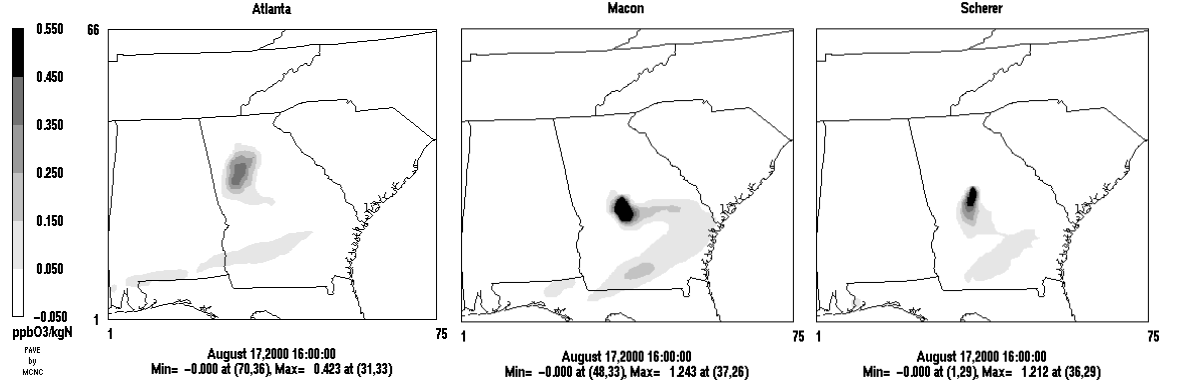 Atlanta
Macon
Scherer
0.550
0.450
0.350
0.250
0.150
0.050
−0.050
ppbO3/kgN
PAVE
by
MCNC
66
1
1 75
August 17,2000 16:00:00
Min= −0.000 at (70,36), Max= 0.423 at (31,33)
1 75
August 17,2000 16:00:00
Min= −0.000 at (48,33), Max= 1.243 at (37,26)
1 75
August 17,2000 16:00:00
Min= −0.000 at (1,29), Max= 1.212 at (36,29)